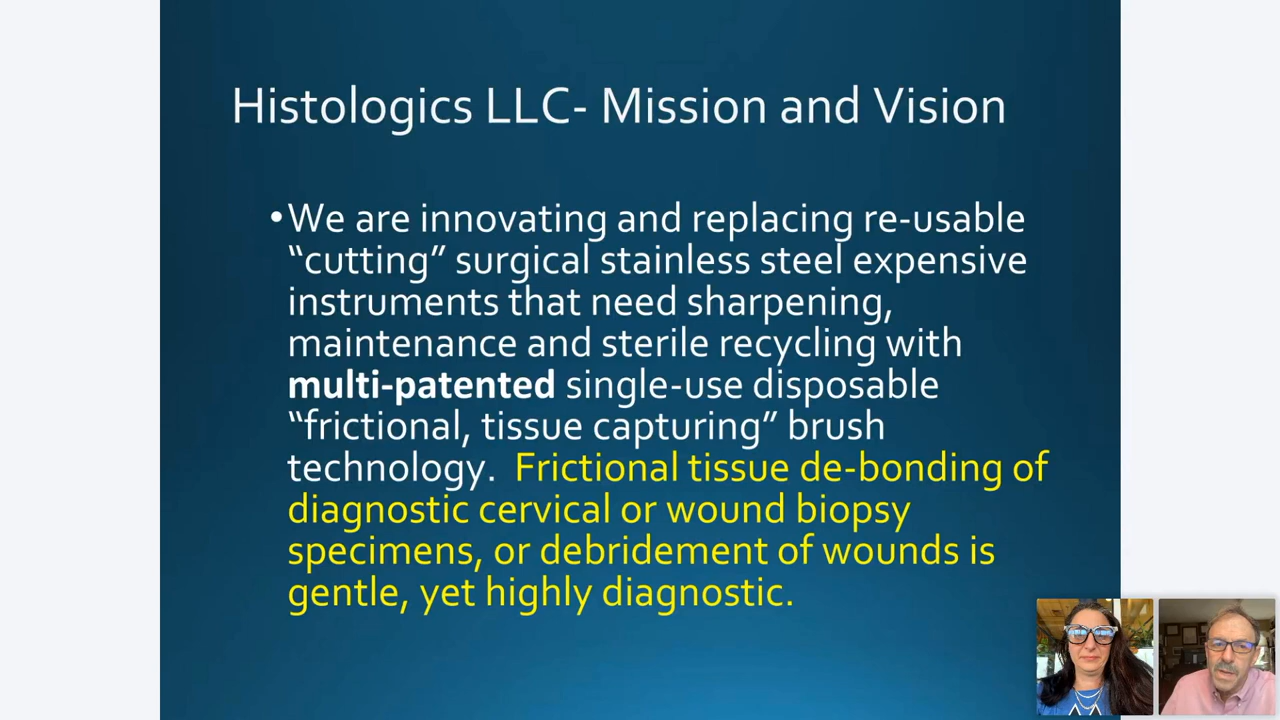 Histologics LLC- Mission and Vision
•We are innovating and replacing re-usable
“cutting” surgical stainless steel expensive
instruments that need sharpening,
maintenance and sterile recycling with
multi-patented single-use disposable
“frictional, tissue capturing” brush
technology.  Frictional tissue de-bonding of
diagnostic cervical or wound biopsy
specimens, or debridement of wounds is
gentle, yet highly diagnostic.